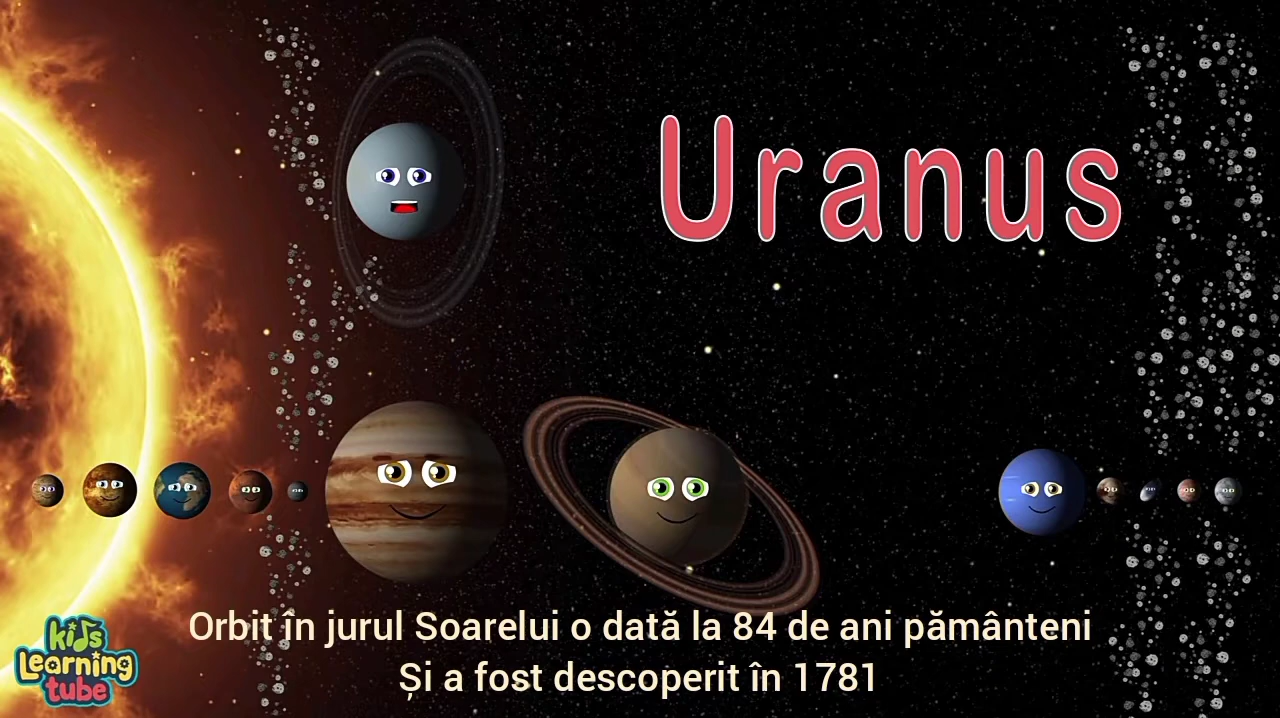 Uranus
Orbit în jurul Soarelui o dată la 84 de ani pământeni
Și a fost descoperit în 1781
kids
Learning
tube